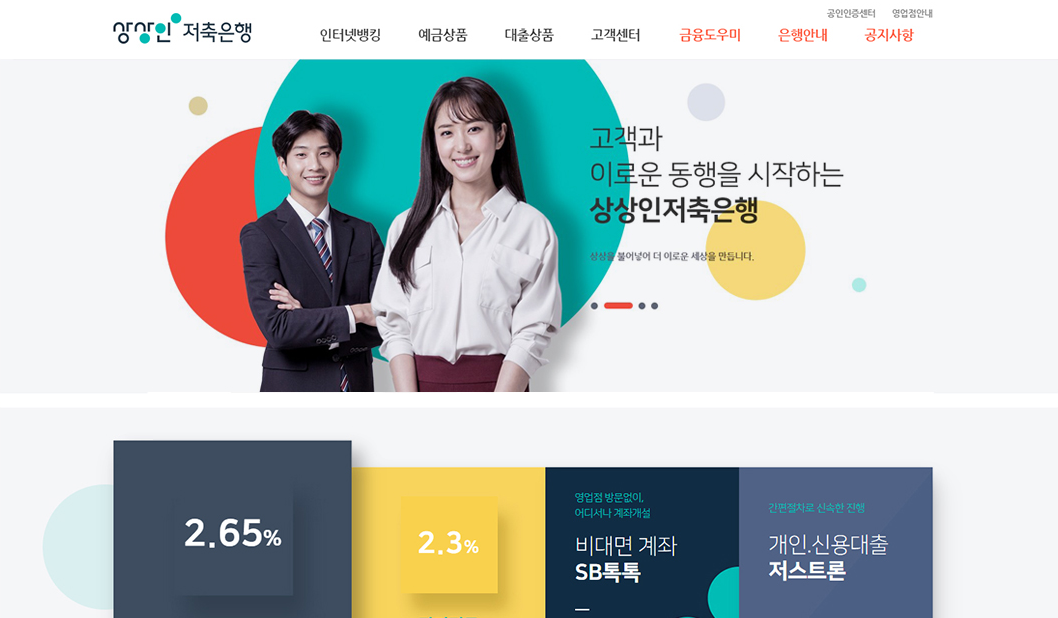 공인인증센터 영업점안내
상상인 저축은행
인터넷뱅킹 예금상품 대출상품 고객센터 금융도우미 은행안내 공지사항
고객과
이로운 동행을 시작하는
상상인저축은행
상상을 불어넣어 더 이로운 세상을 만듭니다.
2.65%
2.3%
영업점 방문없이,
어디서나 계좌개설
비대면 계좌
SB톡톡
간편절차로 신속한 진행
개인.신용대출
저스트론